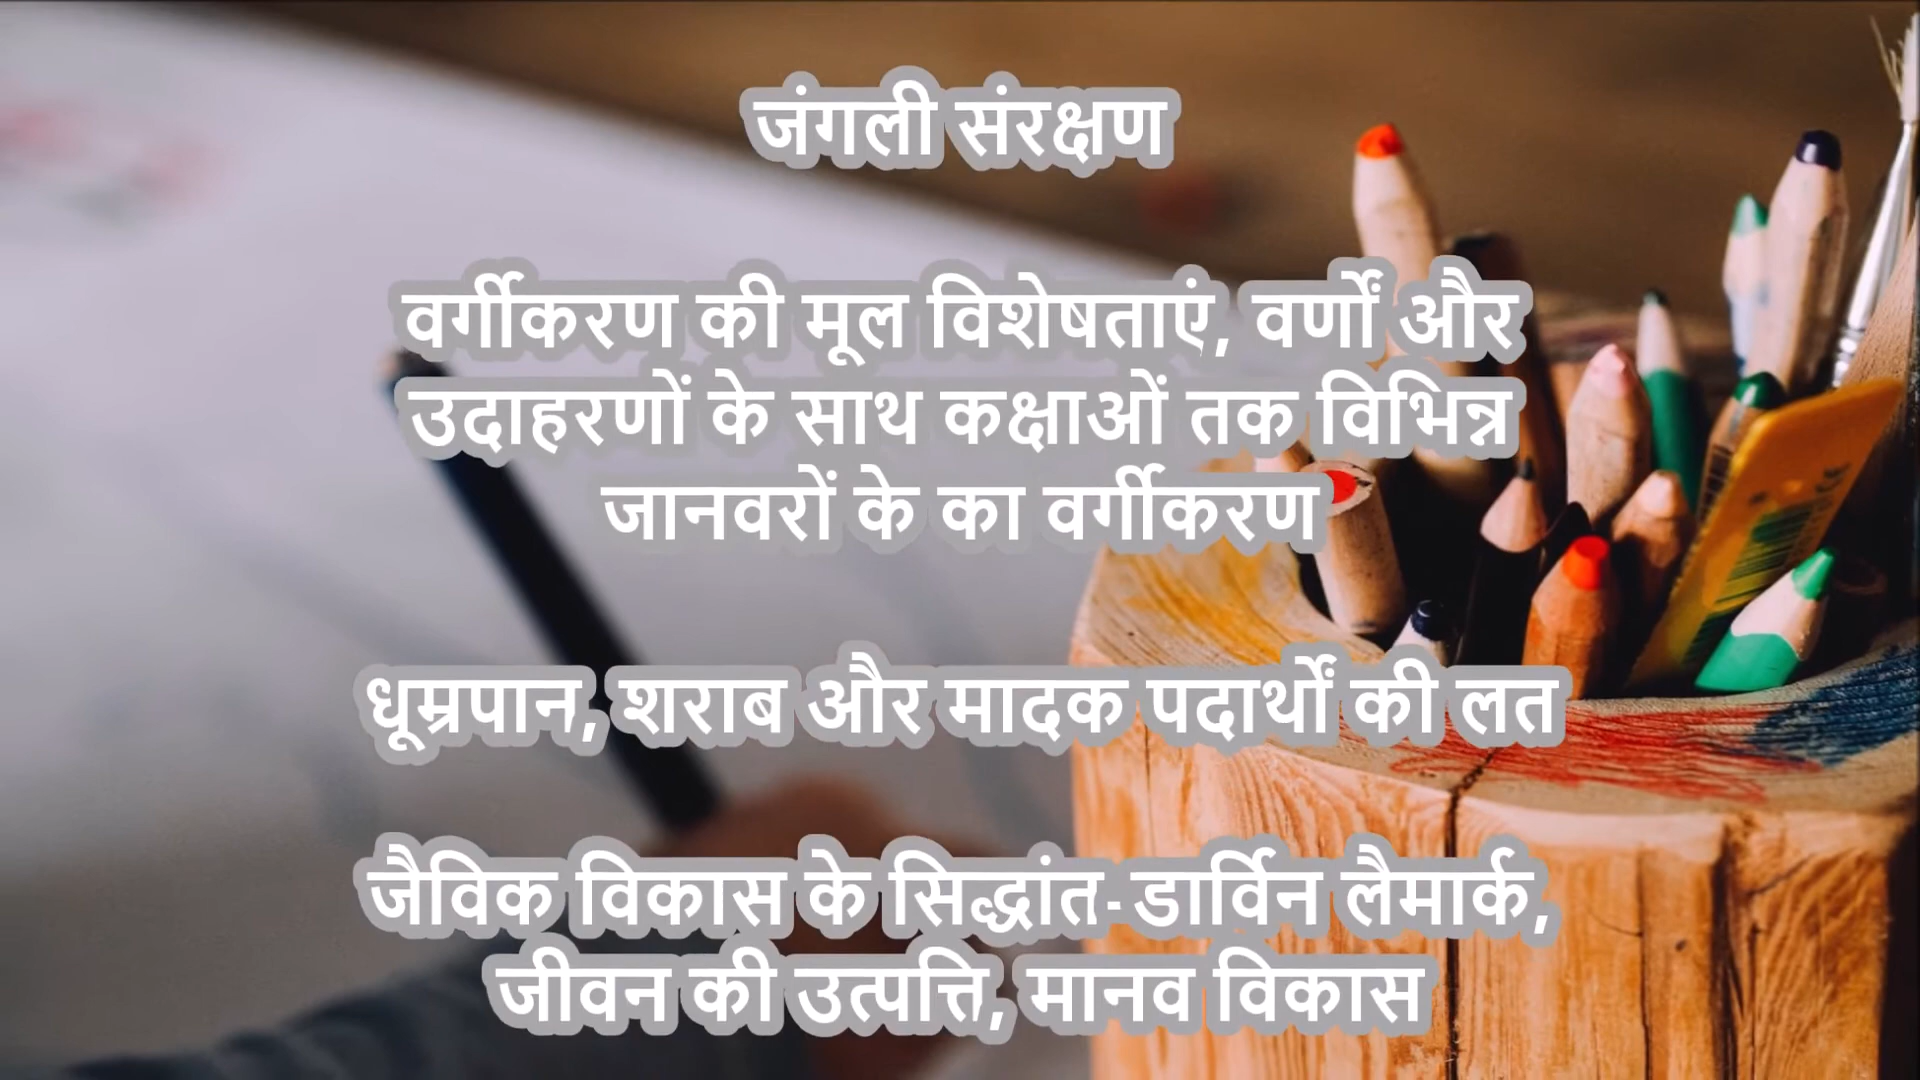 जंगली संरक्षण
वर्गीकरण की मूल विशेषताएं, वर्णों और
उदाहरणों के साथ कक्षाओं तक विभिन्न
जानवरों के का वर्गीकरण
धूम्रपान, शराब और मादक पदार्थों की लत
जैविक विकास के सिद्धांत-डार्विन लैमार्क,
जीवन की उत्पत्ति, मानव विकास